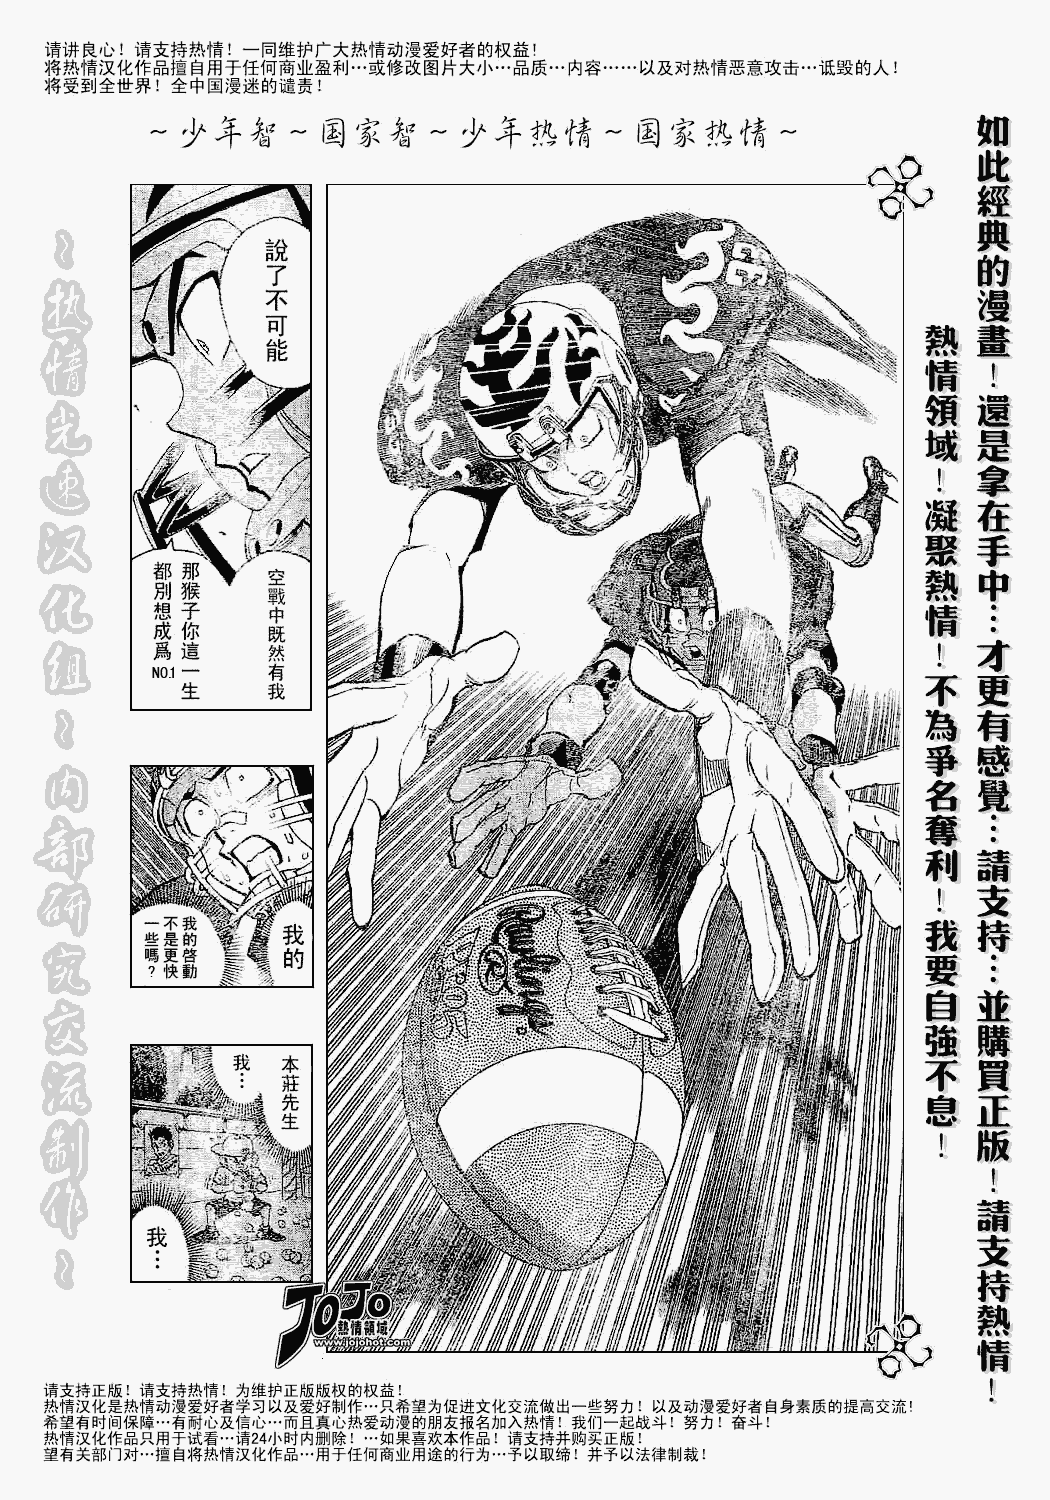 请讲良心！请支持热情！一同维护广大热情动漫爱好者的权益！
将热情汉化作品擅自用于任何商业盈利…或修改图片大小…品质…内容……以及对热情恶意攻击…诋毁的人！
将受到全世界！全中国漫迷的谴责！
～少年智～国家智～少年热情～国家热情～
如此經典的漫畫！還是拿在手中…才更有感覺…請支持…並購買正版！請支持熱情！
熱情領域！凝聚熱情！不為爭名奪利！我要自強不息！
～热情光速汉化组～内部研究交流制作～
說了不可能
空戰中既然有我
那猴子你這一生
都別想成爲
NO.1
我的
我的啓動
不是更快
一些嗎？
本莊先生
我…
我…
Rawlings
R
JOJO
熱情領域
www.jojohot.com
请支持正版！请支持热情！为维护正版版权的权益！
热情汉化是热情动漫爱好者学习以及爱好制作…只希望为促进文化交流做出一些努力！以及动漫爱好者自身素质的提高交流！
希望有时间保障…有耐心及信心…而且真心热爱动漫的朋友报名加入热情！我们一起战斗！努力！奋斗！
热情汉化作品只用于试看…请24小时内删除！…如果喜欢本作品！请支持并购买正版！
望有关部门对…擅自将热情汉化作品…用于任何商业用途的行为…予以取缔！并予以法律制裁！